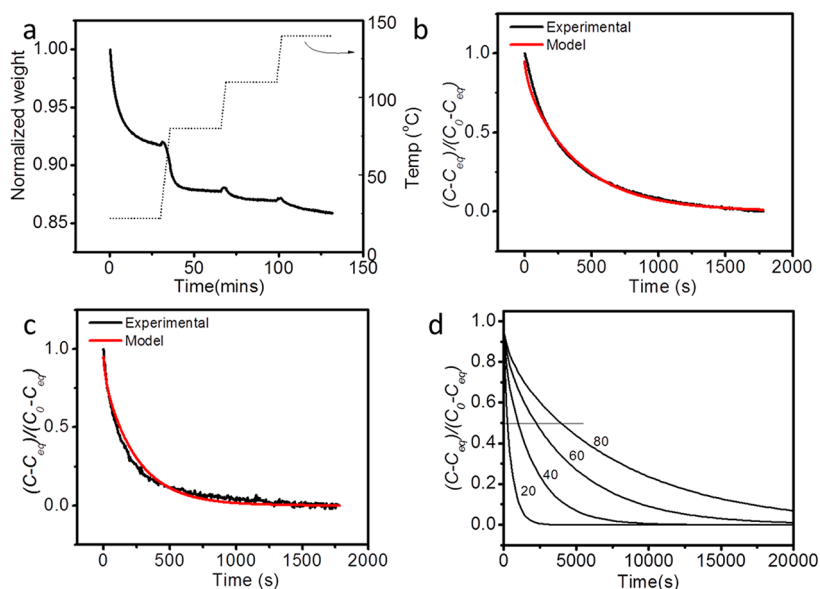 a
1.00
0.95
0.90
0.85
Normalized weight
0
50
100
150
Time(mins)
150
100
50
0
Temp (°C)
b
Experimental
Model
1.0
0.5
0.0
(C-Ceq)/(C0-Ceq)
0
500
1000
1500
2000
Time (s)
c
Experimental
Model
1.0
0.5
0.0
(C-Ceq)/(C0-Ceq)
0
500
1000
1500
2000
Time (s)
d
1.0
0.8
0.6
0.4
0.2
0.0
(C-Ceq)/(C0-Ceq)
80
60
40
20
0
5000
10000
15000
20000
Time(s)